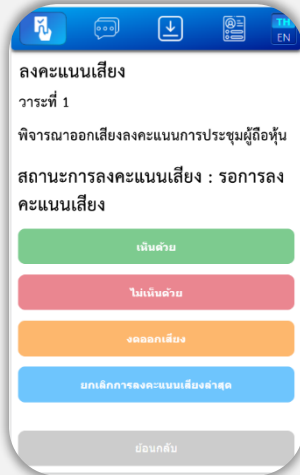 TH
EN
ลงคะแนนเสียง
วาระที่ 1
พิจารณาออกเสียงลงคะแนนการประชุมผู้ถือหุ้น
สถานะการลงคะแนนเสียง : รอการลง
คะแนนเสียง
เห็นด้วย
ไม่เห็นด้วย
งดออกเสียง
ยกเลิกการลงคะแนนเสียงล่าสุด
ย้อนกลับ